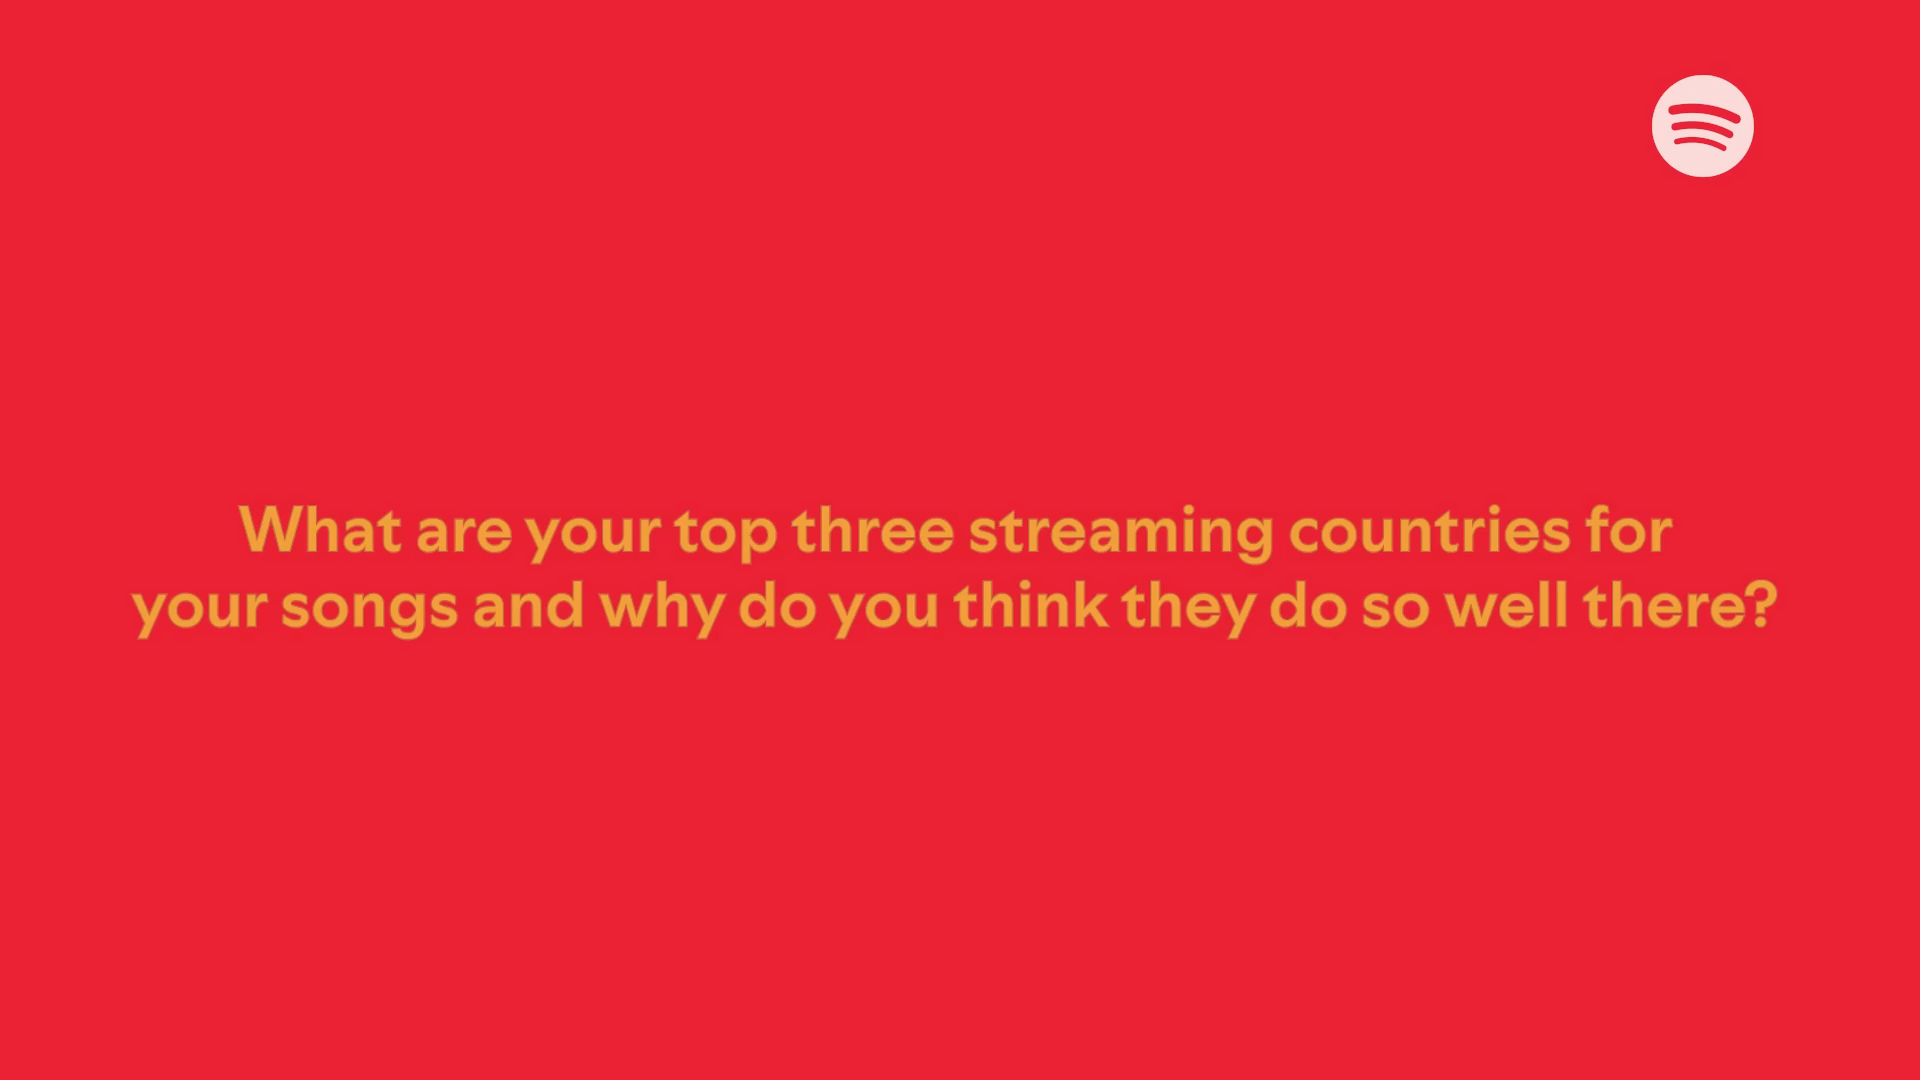 What are your top three streaming countries for
your songs and why do you think they do so well there?